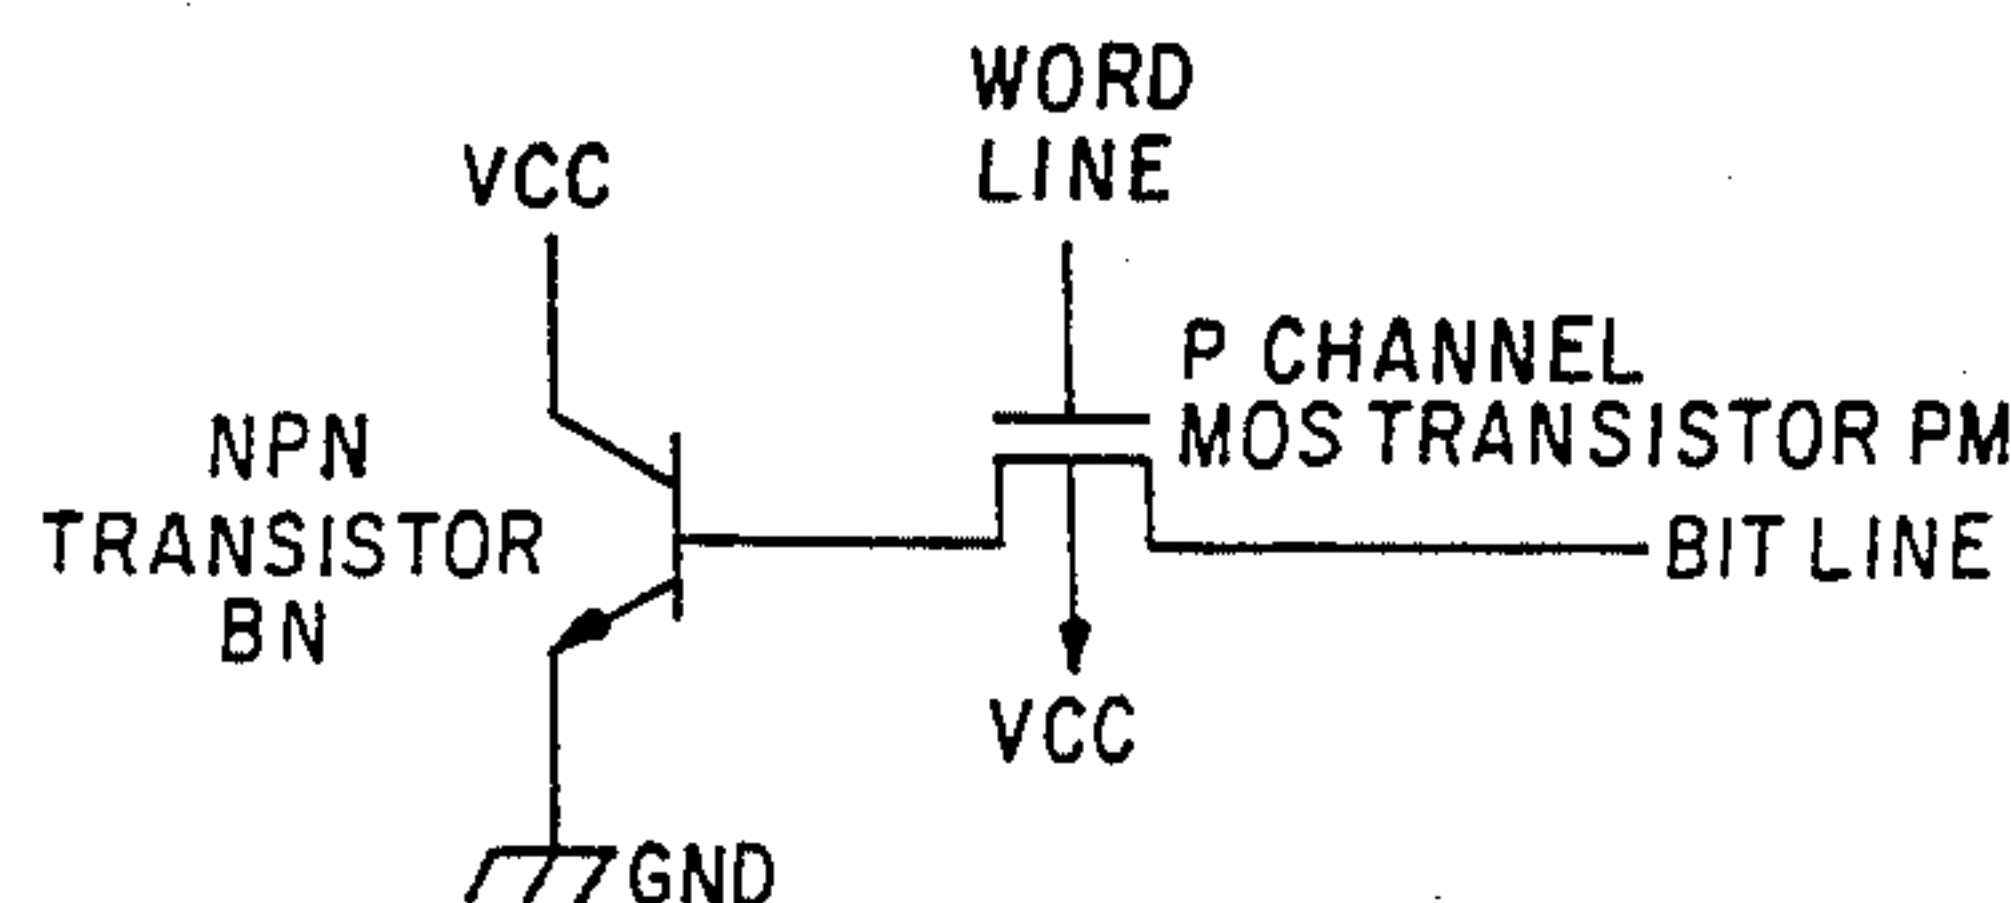 WORD
LINE
VCC
P CHANNEL
MOS TRANSISTOR PM
NPN
TRANSISTOR
BN
BIT LINE
VCC
GND